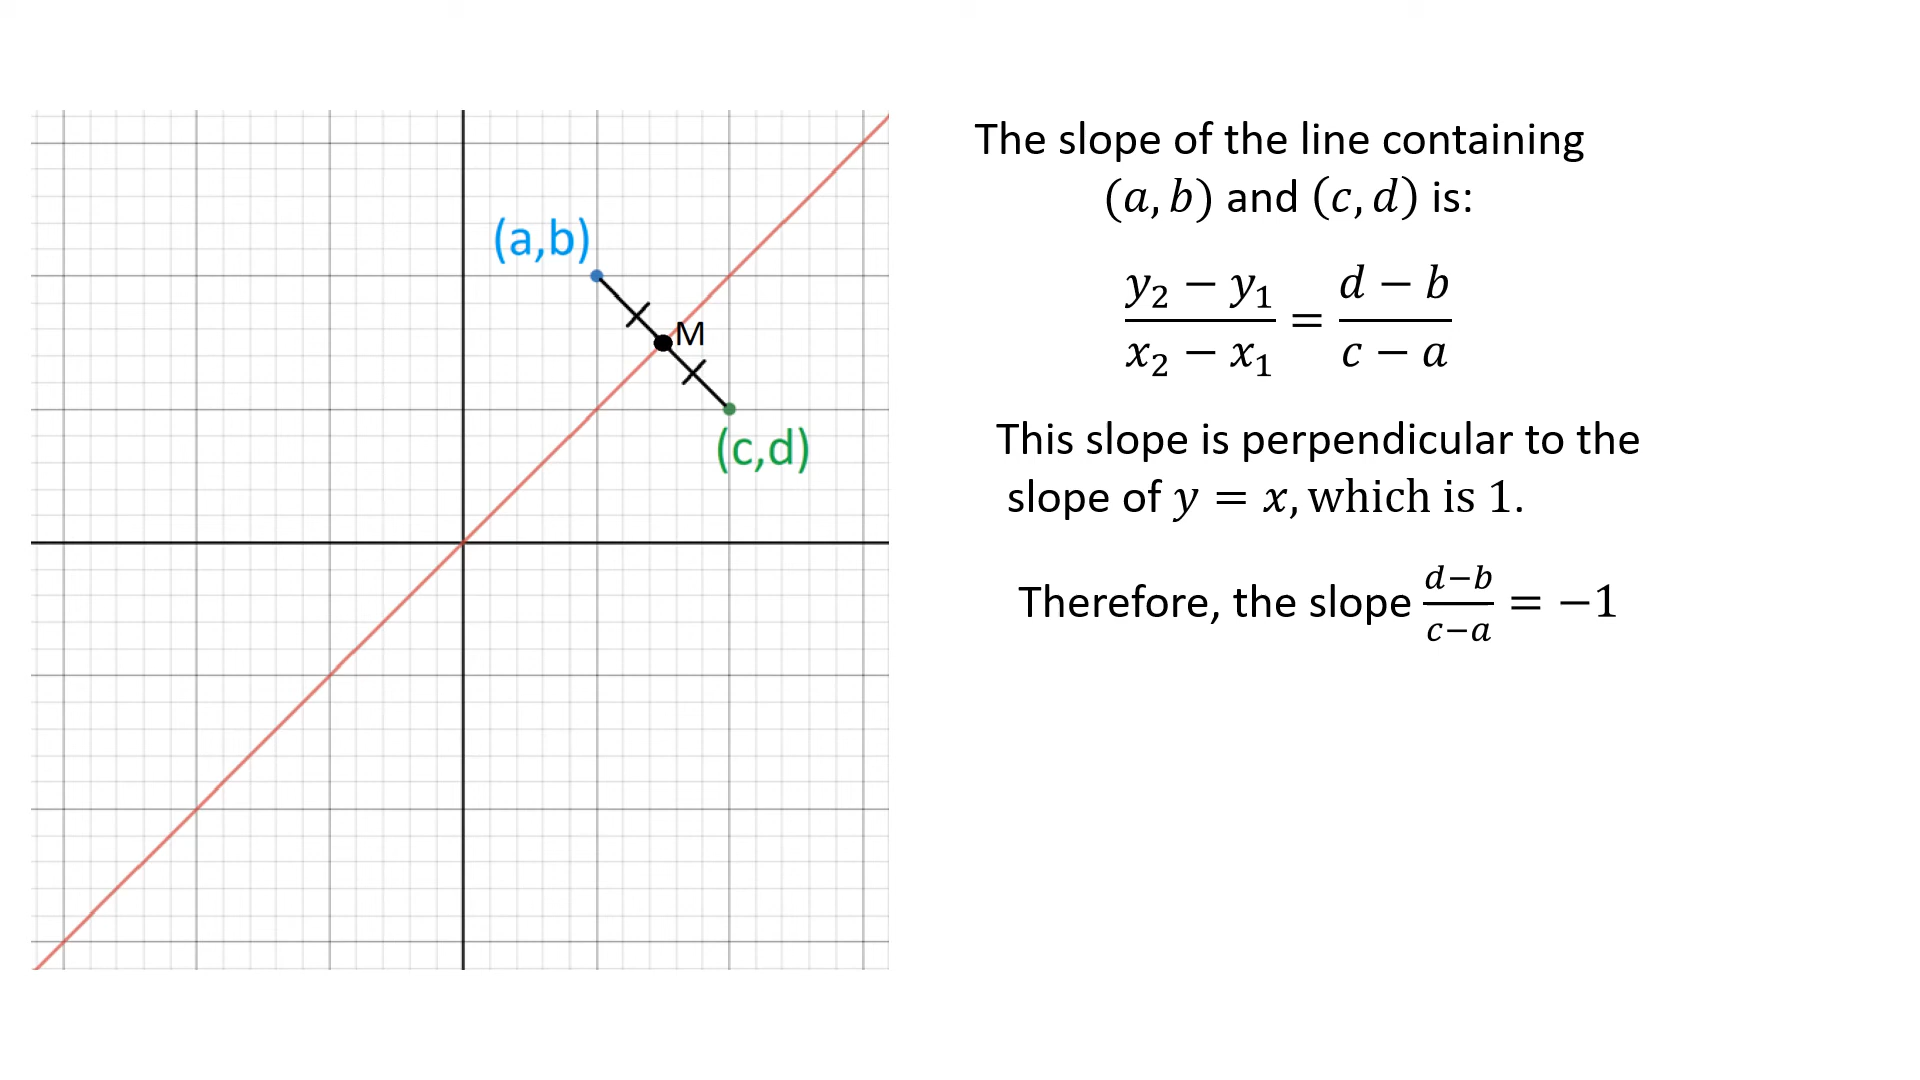 (a,b)
M
(c,d)
The slope of the line containing
(a, b) and (c, d) is:
y₂ − y₁ / x₂ − x₁ = d − b / c − a
This slope is perpendicular to the
slope of y = x, which is 1.
Therefore, the slope d−b / c−a = −1